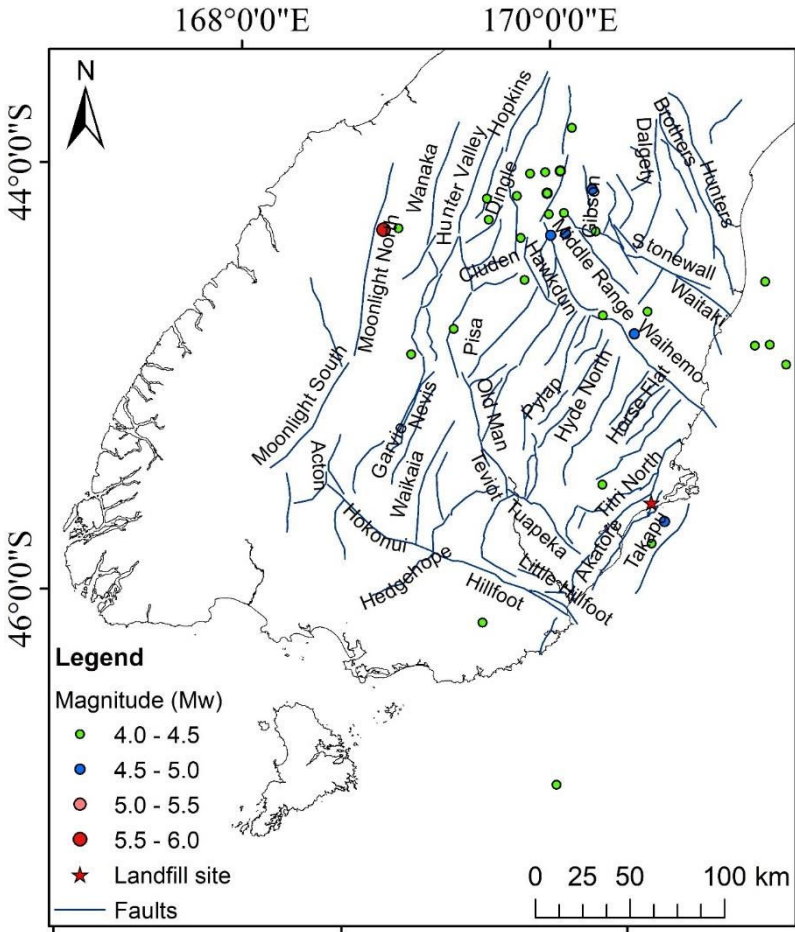 168°0'0"E
170°0'0"E
N
44°0'0"S
46°0'0"S
Hopkins
Brothers
Dalgety
Hunters
Wanaka
Hunter Valley
Dingle
Gibson
Moonlight North
Cluden
Hawkdun
Middle Range
Stonewall
Waitaki
Pisa
Waihemo
Moonlight South
Nevis
Old Man
Pylap
Hyde North
Horse Flat
Garvie
Acton
Waikaia
Teviot
Titri North
Hokonui
Tuapeka
Akatore
Takapu
Hedgehope
Hillfoot
Little Hillfoot
Legend
Magnitude (Mw)
4.0 - 4.5
4.5 - 5.0
5.0 - 5.5
5.5 - 6.0
Landfill site
Faults
0 25 50 100 km